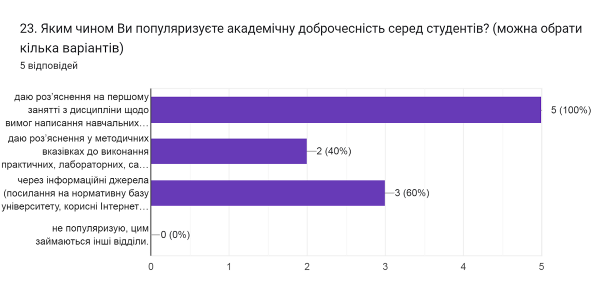 23. Яким чином Ви популяризуєте академічну доброчесність серед студентів? (можна обрати
кілька варіантів)
5 відповідей
даю роз’яснення на першому
занятті з дисципліни щодо
вимог написання навчальних…
5 (100%)
даю роз’яснення у методичних
вказівках до виконання
практичних, лабораторних, са…
2 (40%)
через інформаційні джерела
(посилання на нормативну базу
університету, корисні Інтернет…
3 (60%)
не популяризую, цим
займаються інші відділи.
0 (0%)
0 1 2 3 4 5